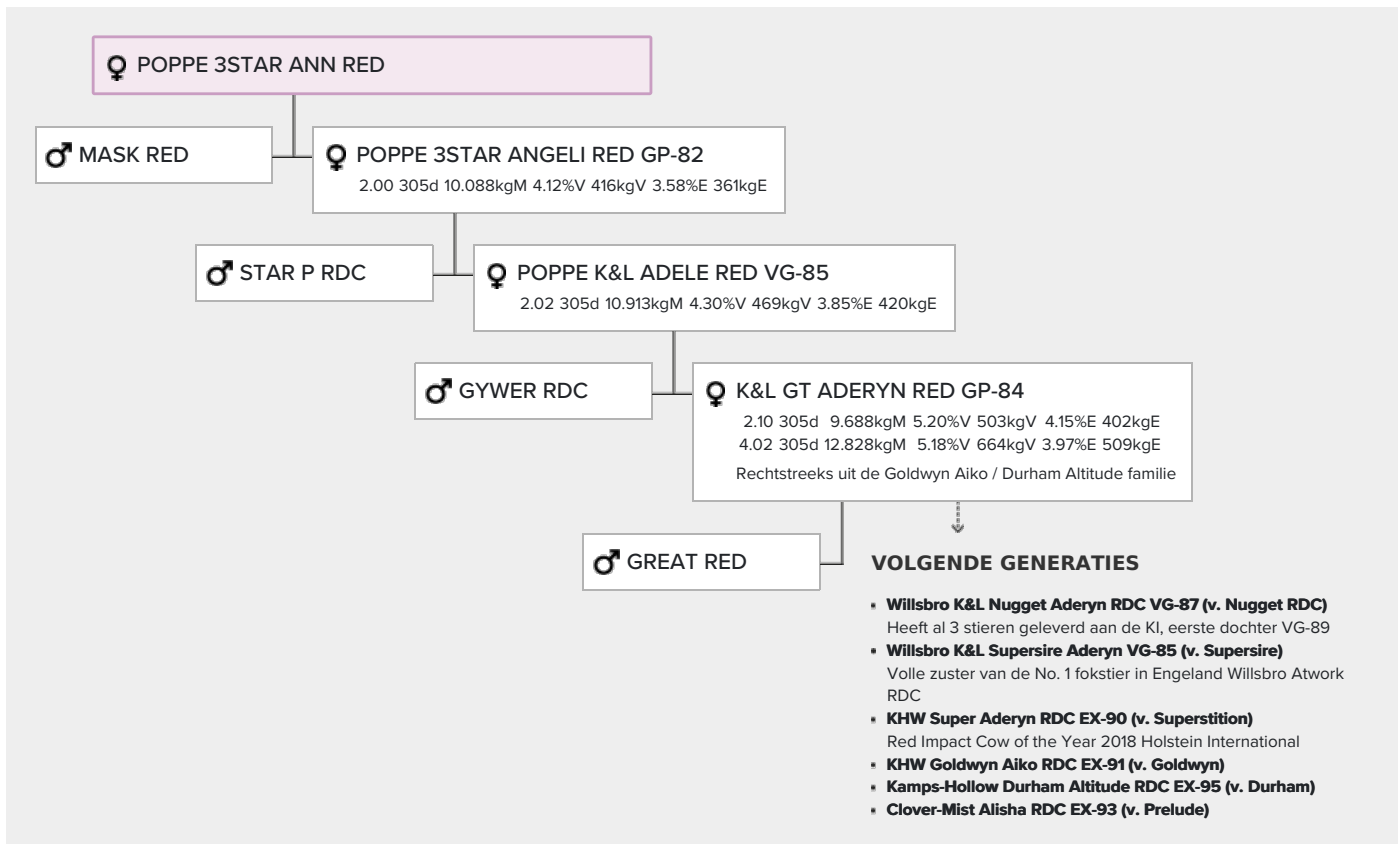 POPPE 3STAR ANN RED
MASK RED
POPPE 3STAR ANGELI RED GP-82
2.00 305d 10.088kgM 4.12%V 416kgV 3.58%E 361kgE
STAR P RDC
POPPE K&L ADELE RED VG-85
2.02 305d 10.913kgM 4.30%V 469kgV 3.85%E 420kgE
GYWER RDC
K&L GT ADERYN RED GP-84
2.10 305d 9.688kgM 5.20%V 503kgV 4.15%E 402kgE
4.02 305d 12.828kgM 5.18%V 664kgV 3.97%E 509kgE
Rechtstreeks uit de Goldwyn Aiko / Durham Altitude familie
GREAT RED
VOLGENDE GENERATIES
Willsbro K&L Nugget Aderyn RDC VG-87 (v. Nugget RDC)
Heeft al 3 stieren geleverd aan de KI, eerste dochter VG-89
Willsbro K&L Supersire Aderyn VG-85 (v. Supersire)
Volle zuster van de No. 1 fokstier in Engeland Willsbro Atwork
RDC
KHW Super Aderyn RDC EX-90 (v. Superstition)
Red Impact Cow of the Year 2018 Holstein International
KHW Goldwyn Aiko RDC EX-91 (v. Goldwyn)
Kamps-Hollow Durham Altitude RDC EX-95 (v. Durham)
Clover-Mist Alisha RDC EX-93 (v. Prelude)